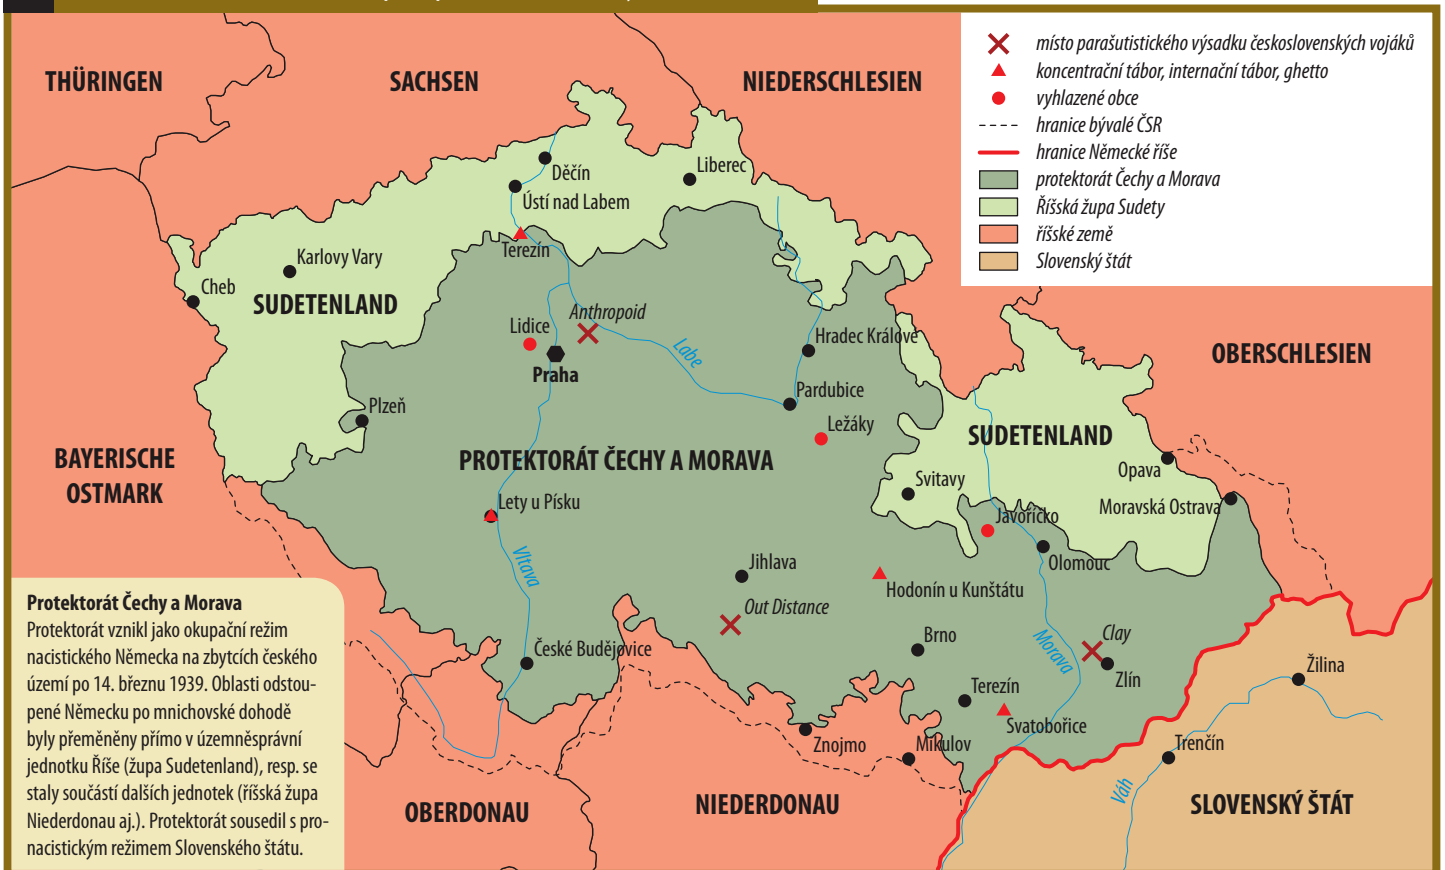 THÜRINGEN
SACHSEN
NIEDERSCHLESIEN
místo parašutistického výsadku československých vojáků
koncentrační tábor, internační tábor, ghetto
vyhlazené obce
hranice bývalé ČSR
hranice Německé říše
protektorát Čechy a Morava
Říšská župa Sudety
říšské země
Slovenský štát
Děčín
Liberec
Ústí nad Labem
Terezín
Karlovy Vary
Cheb
SUDETENLAND
Anthropoid
Lidice
Praha
Labe
Hradec Králové
OBERSCHLESIEN
Pardubice
Plzeň
Ležáky
SUDETENLAND
BAYERISCHE
OSTMARK
PROTEKTORÁT ČECHY A MORAVA
Opava
Svitavy
Lety u Písku
Moravská Ostrava
Javoříčko
Vltava
Jihlava
Olomouc
Hodonín u Kunštátu
Out Distance
Brno
Morava
Clay
Zlín
České Budějovice
Žilina
Terezín
Svatobořice
Znojmo
Mikulov
Trenčín
Váh
OBERDONAU
NIEDERDONAU
SLOVENSKÝ ŠTÁT
Protektorát Čechy a Morava
Protektorát vznikl jako okupační režim
nacistického Německa na zbytcích českého
území po 14. březnu 1939. Oblasti odstou-
pené Německu po mnichovské dohodě
byly přeměněny přímo v územněsprávní
jednotku Říše (župa Sudetenland), resp. se
staly součástí dalších jednotek (říšská župa
Niederdonau aj.). Protektorát sousedil s pro-
nacistickým režimem Slovenského štátu.